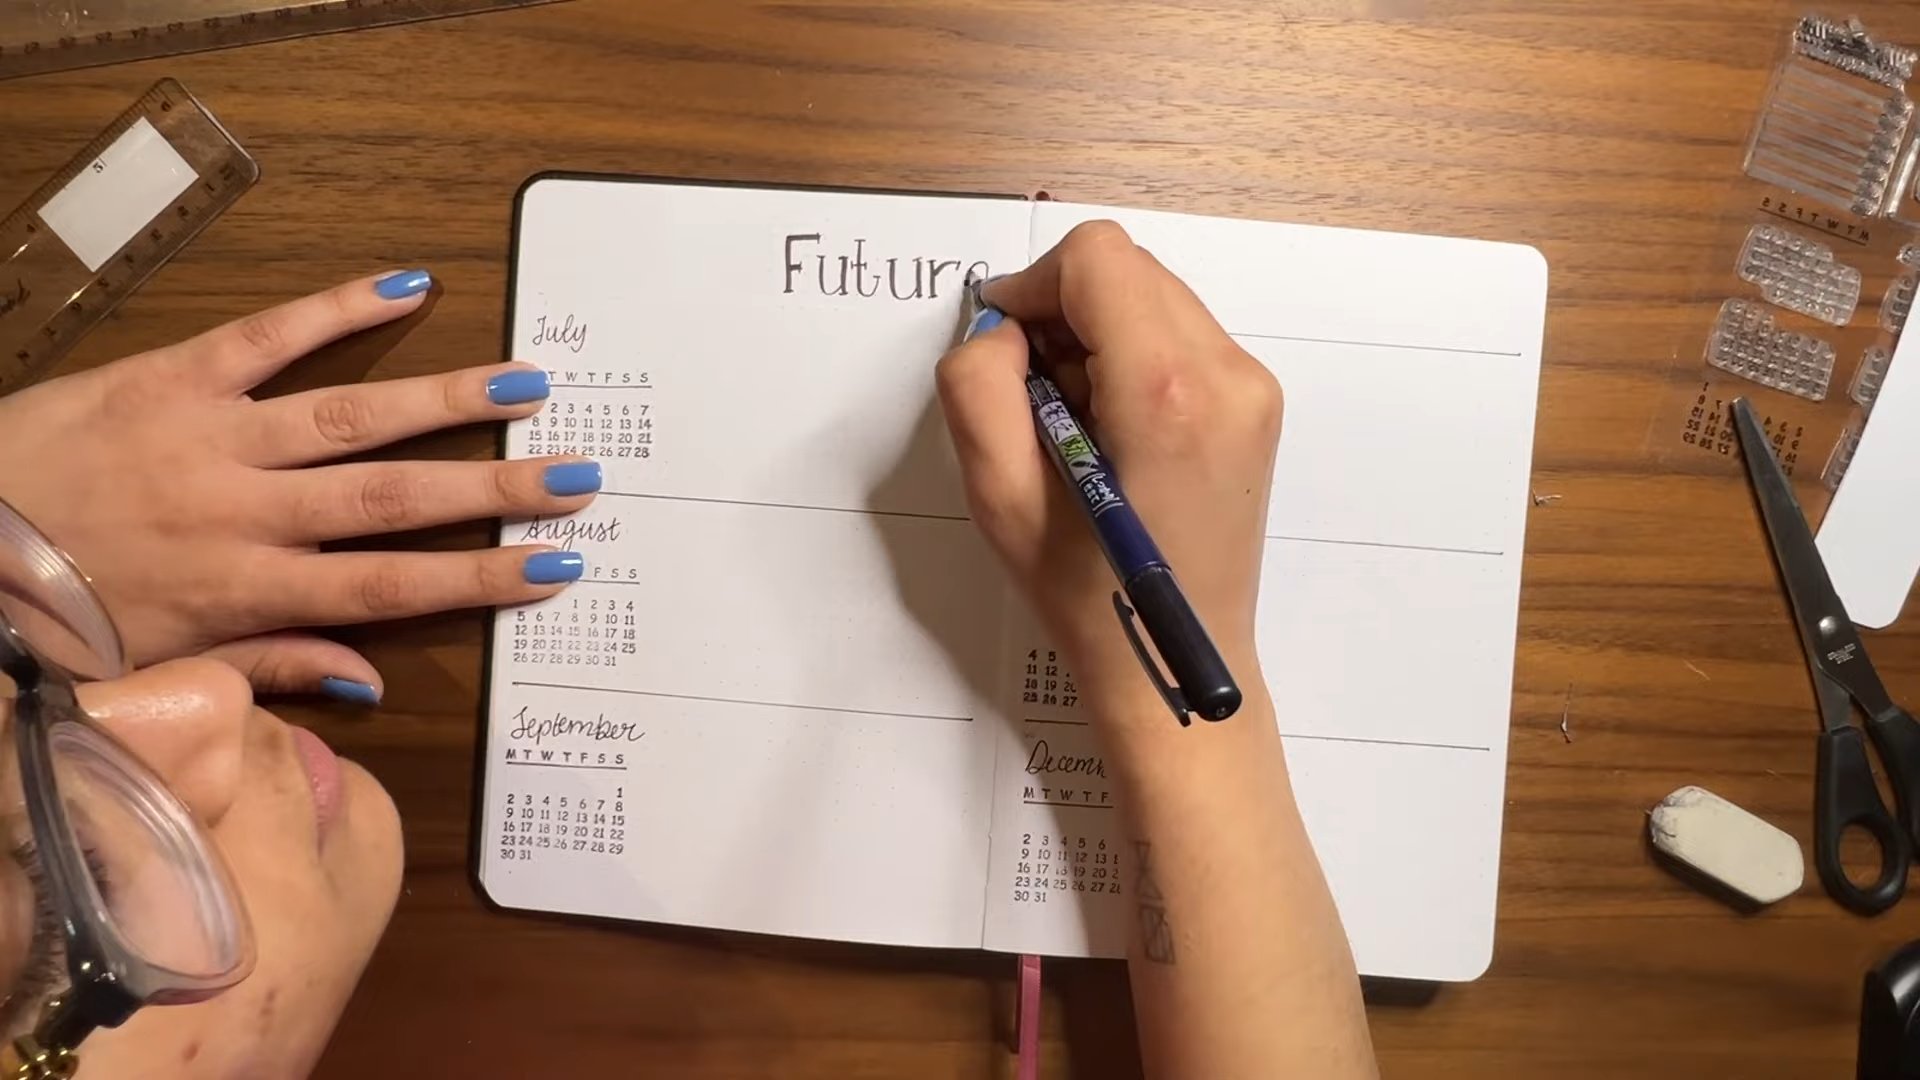 Future
July
T W T F S S
2 3 4 5 6 7
8 9 10 11 12 13 14
15 16 17 18 19 20 21
22 23 24 25 26 27 28
August
F S S
1 2 3 4
5 6 7 8 9 10 11
12 13 14 15 16 17 18
19 20 21 22 23 24 25
26 27 28 29 30 31
September
M T W T F S S
1
2 3 4 5 6 7 8
9 10 11 12 13 14 15
16 17 18 19 20 21 22
23 24 25 26 27 28 29
30 31
4 5
11 12
18 19
25 26 27
Decem
M T W T F
2 3 4 5 6
9 10 11 12 13
16 17 18 19 20
23 24 25 26 27
30 31